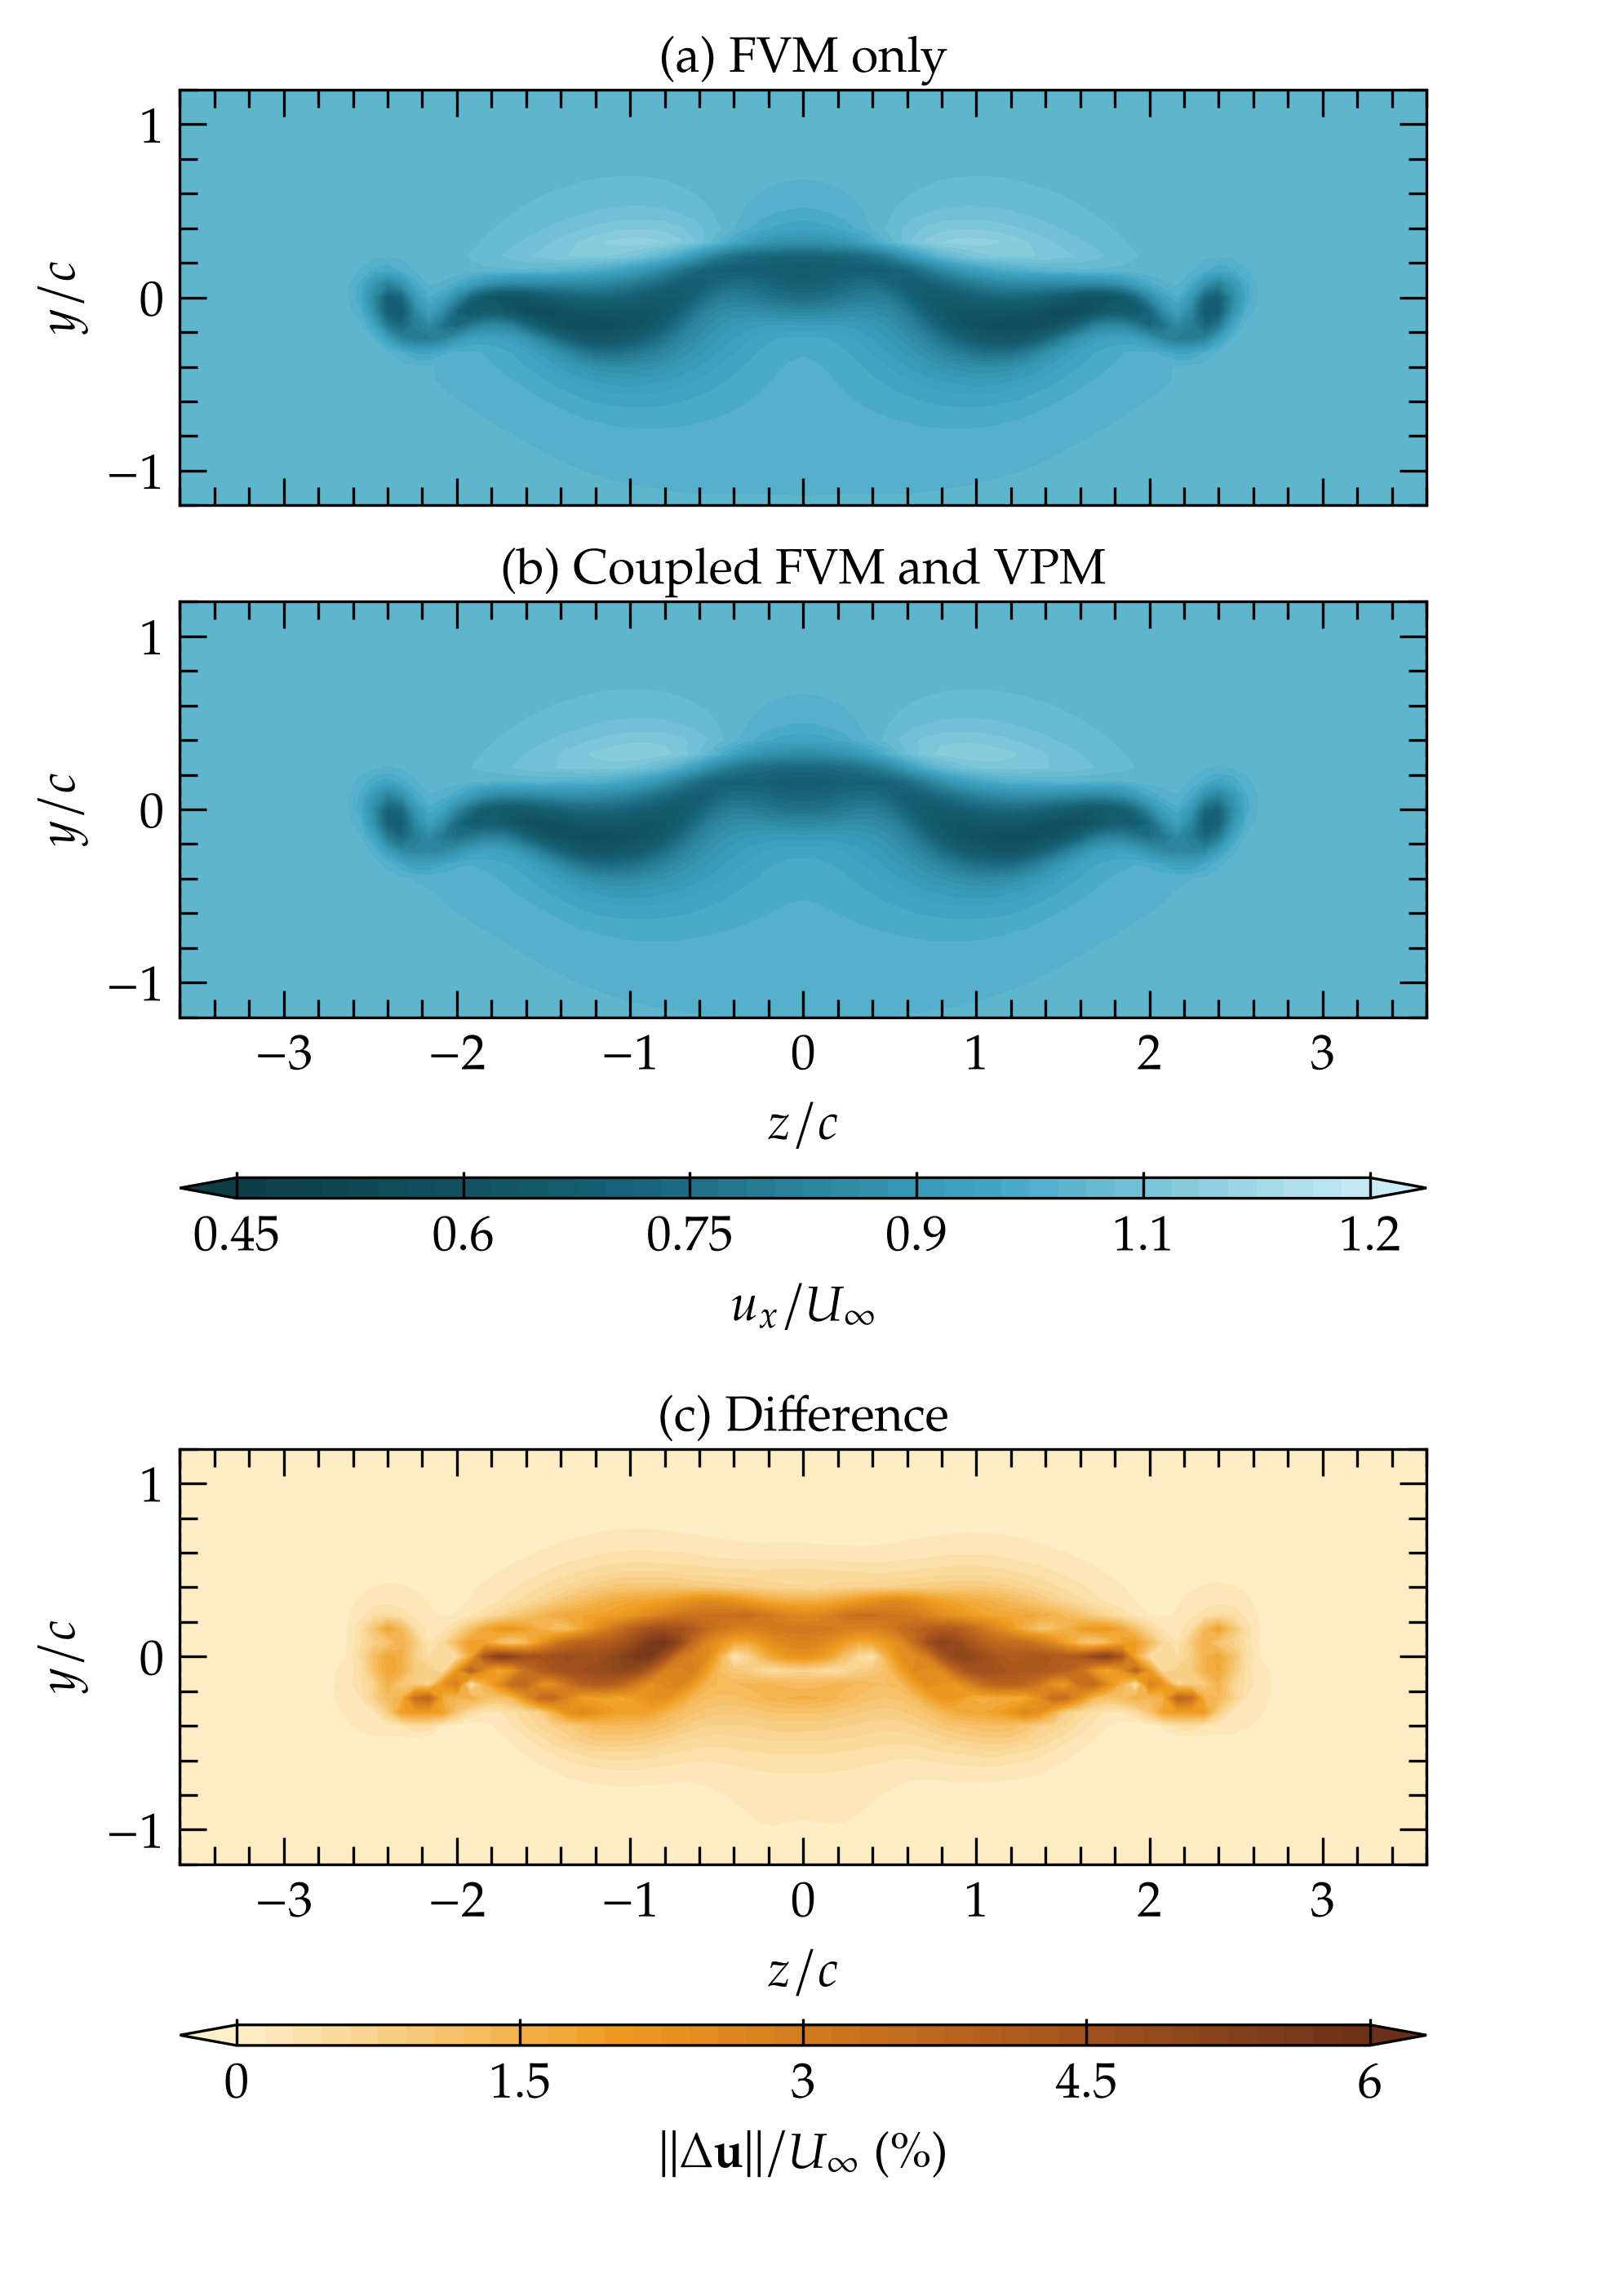 (a) FVM only
1
0
−1
y/c
(b) Coupled FVM and VPM
1
0
−1
y/c
−3 −2 −1 0 1 2 3
z/c
0.45 0.6 0.75 0.9 1.1 1.2
u_x/U_∞
(c) Difference
1
0
−1
y/c
−3 −2 −1 0 1 2 3
z/c
0 1.5 3 4.5 6
||Δ𝐮||/U_∞ (%)